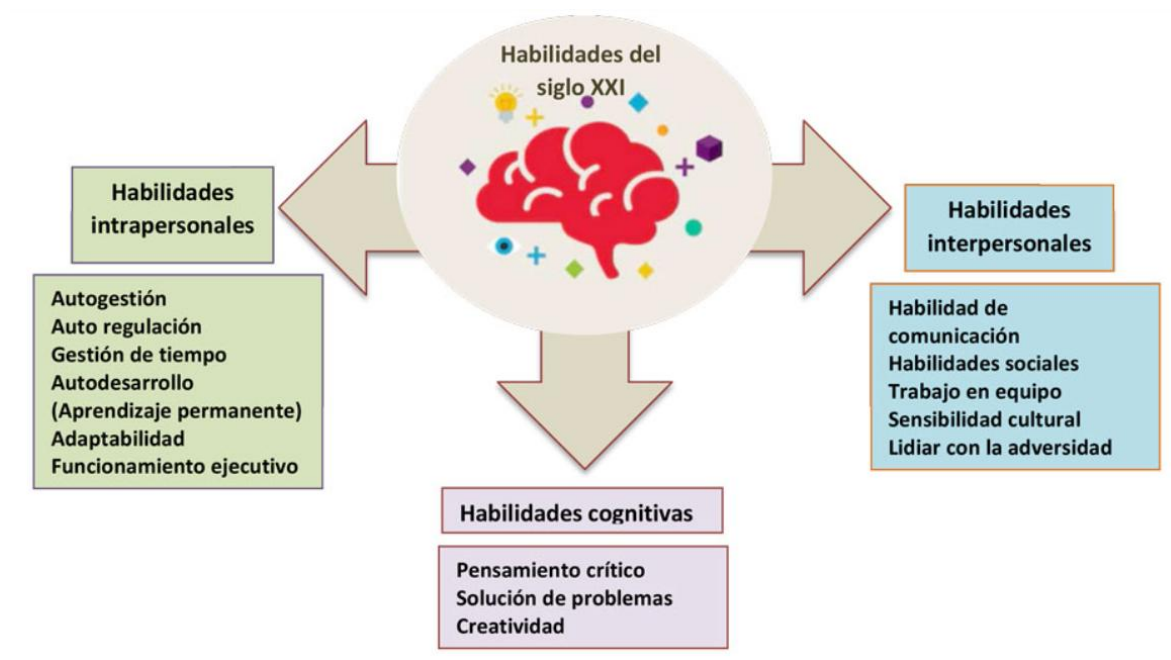 Habilidades del
siglo XXI
Habilidades
intrapersonales
Autogestión
Auto regulación
Gestión de tiempo
Autodesarrollo
(Aprendizaje permanente)
Adaptabilidad
Funcionamiento ejecutivo
Habilidades
interpersonales
Habilidad de
comunicación
Habilidades sociales
Trabajo en equipo
Sensibilidad cultural
Lidiar con la adversidad
Habilidades cognitivas
Pensamiento crítico
Solución de problemas
Creatividad